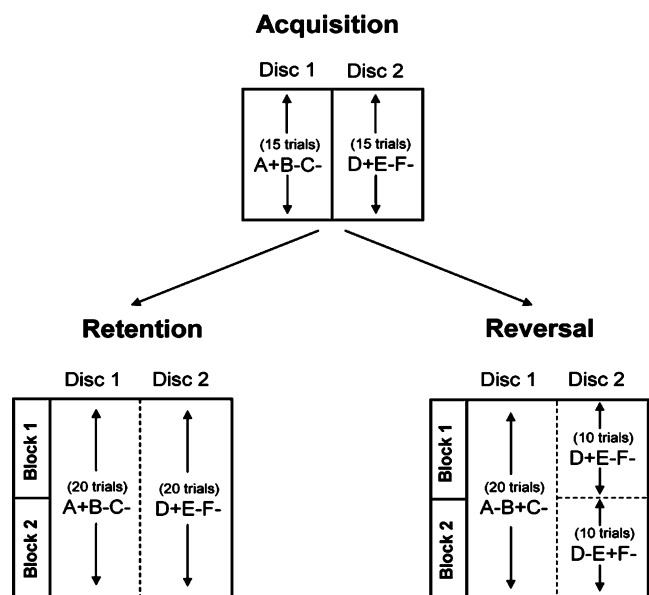 Acquisition
Disc 1 Disc 2
(15 trials) (15 trials)
A+B-C- D+E-F-
Retention
Disc 1 Disc 2
Block 1
(20 trials) (20 trials)
A+B-C- D+E-F-
Block 2
Reversal
Disc 1 Disc 2
Block 1
(10 trials)
D+E-F-
(20 trials)
A-B+C-
Block 2
(10 trials)
D-E+F-